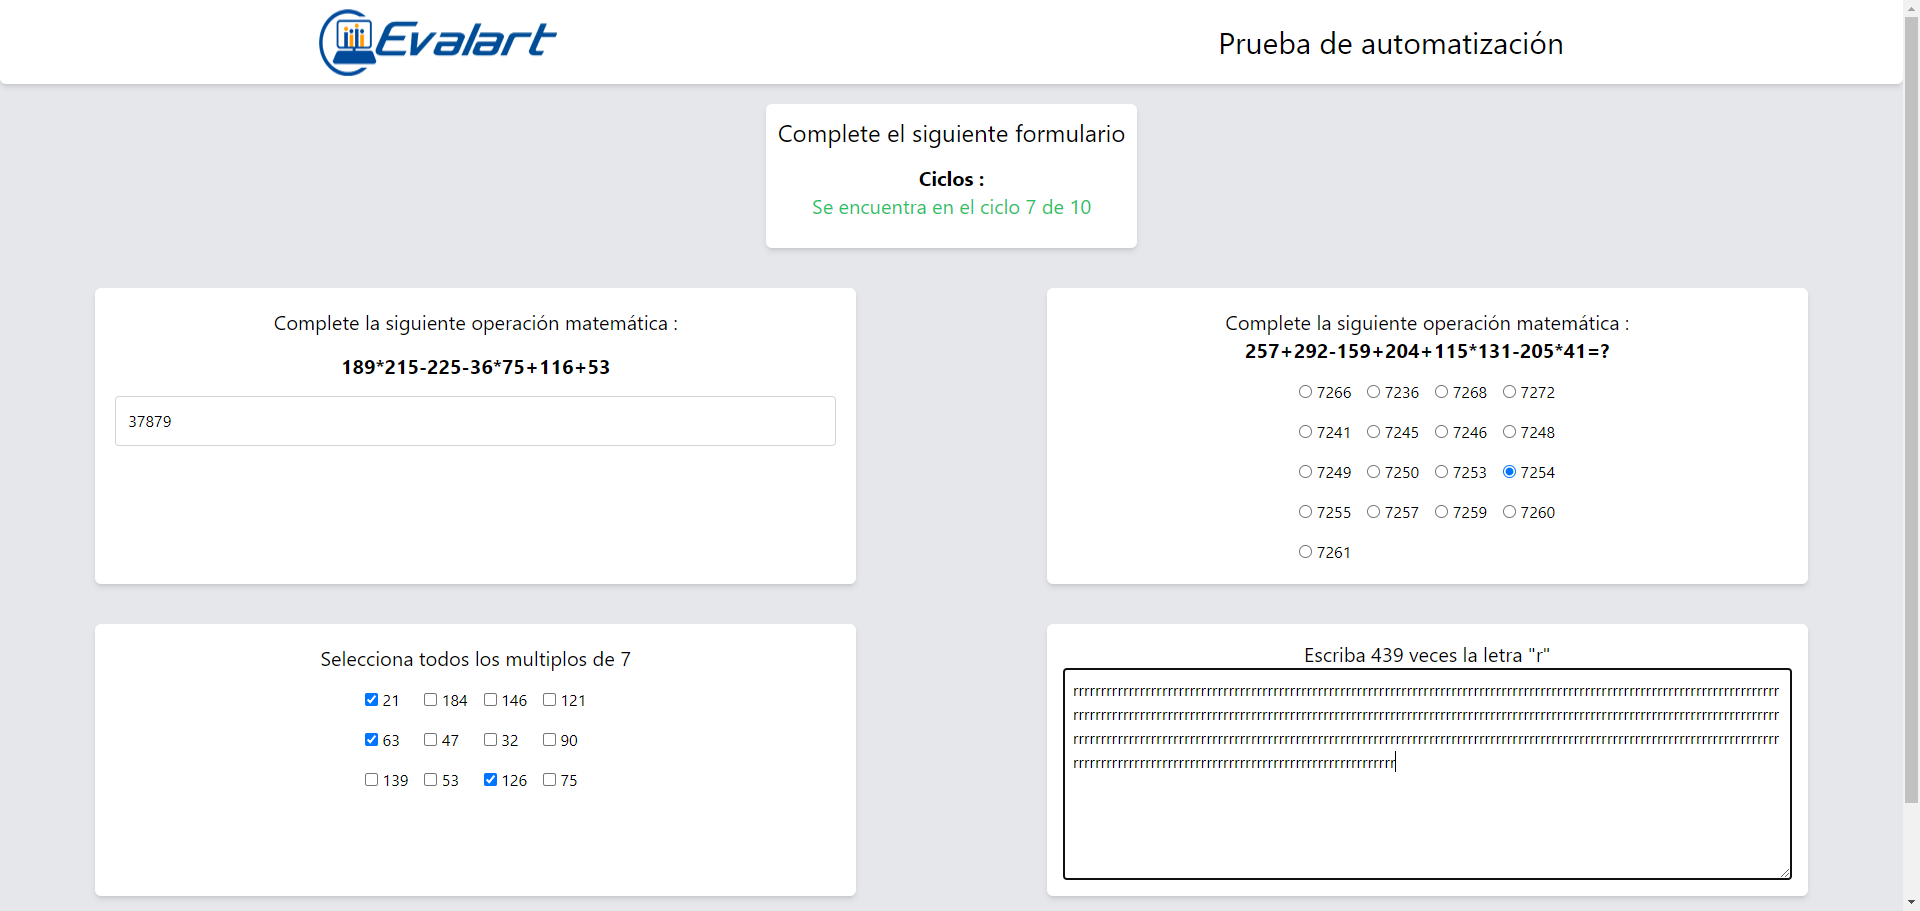 Evalart
Prueba de automatización
Complete el siguiente formulario
Ciclos :
Se encuentra en el ciclo 7 de 10
Complete la siguiente operación matemática :
189*215-225-36*75+116+53
37879
Complete la siguiente operación matemática :
257+292-159+204+115*131-205*41=?
7266 7236 7268 7272
7241 7245 7246 7248
7249 7250 7253 7254
7255 7257 7259 7260
7261
Selecciona todos los multiplos de 7
21 184 146 121
63 47 32 90
139 53 126 75
Escriba 439 veces la letra "r"
rrrrrrrrrrrrrrrrrrrrrrrrrrrrrrrrrrrrrrrrrrrrrrrrrrrrrrrrrrrrrrrrrrrrrrrrrrrrrrrrrrrrrrrrrrrrrrrrrrrrrrrrrrrrrrrrrrrrrrrrrrrrrrr
rrrrrrrrrrrrrrrrrrrrrrrrrrrrrrrrrrrrrrrrrrrrrrrrrrrrrrrrrrrrrrrrrrrrrrrrrrrrrrrrrrrrrrrrrrrrrrrrrrrrrrrrrrrrrrrrrrrrrrrrrrrrrrr
rrrrrrrrrrrrrrrrrrrrrrrrrrrrrrrrrrrrrrrrrrrrrrrrrrrrrrrrrrrrrrrrrrrrrrrrrrrrrrrrrrrrrrrrrrrrrrrrrrrrrrrrrrrrrrrrrrrrrrrrrrrrrrr
rrrrrrrrrrrrrrrrrrrrrrrrrrrrrrrrrrrrrrrrrrrrrrrrrrrrrrrrrr